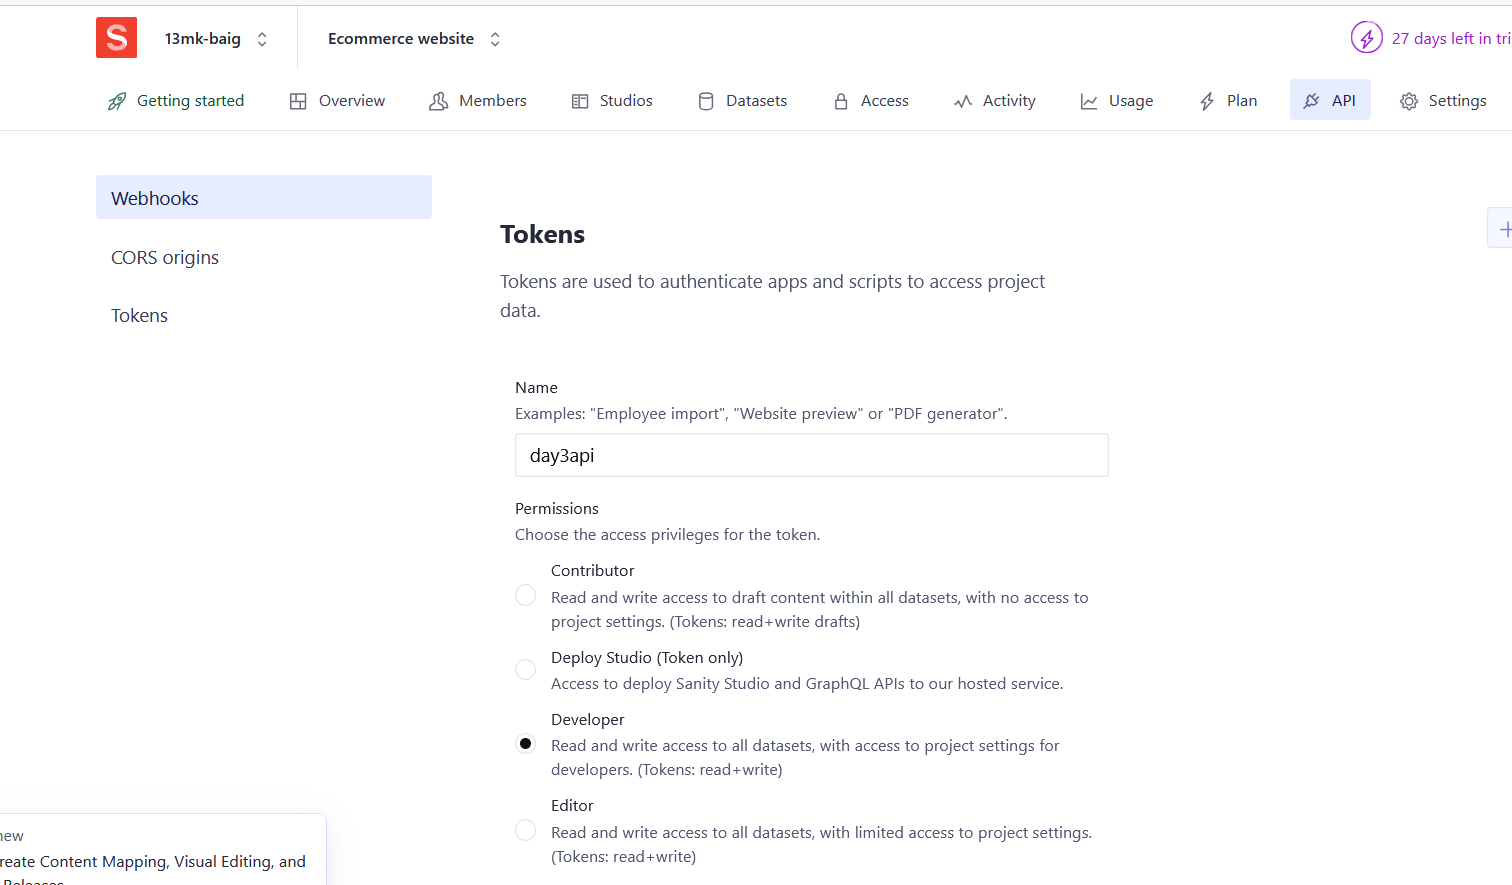 S 13mk-baig Ecommerce website 27 days left in tri
Getting started Overview Members Studios Datasets Access Activity Usage Plan API Settings
Webhooks
CORS origins
Tokens
Tokens
Tokens are used to authenticate apps and scripts to access project
data.
Name
Examples: "Employee import", "Website preview" or "PDF generator".
day3api
Permissions
Choose the access privileges for the token.
Contributor
Read and write access to draft content within all datasets, with no access to
project settings. (Tokens: read+write drafts)
Deploy Studio (Token only)
Access to deploy Sanity Studio and GraphQL APIs to our hosted service.
Developer
Read and write access to all datasets, with access to project settings for
developers. (Tokens: read+write)
Editor
Read and write access to all datasets, with limited access to project settings.
(Tokens: read+write)
new
reate Content Mapping, Visual Editing, and
Releases